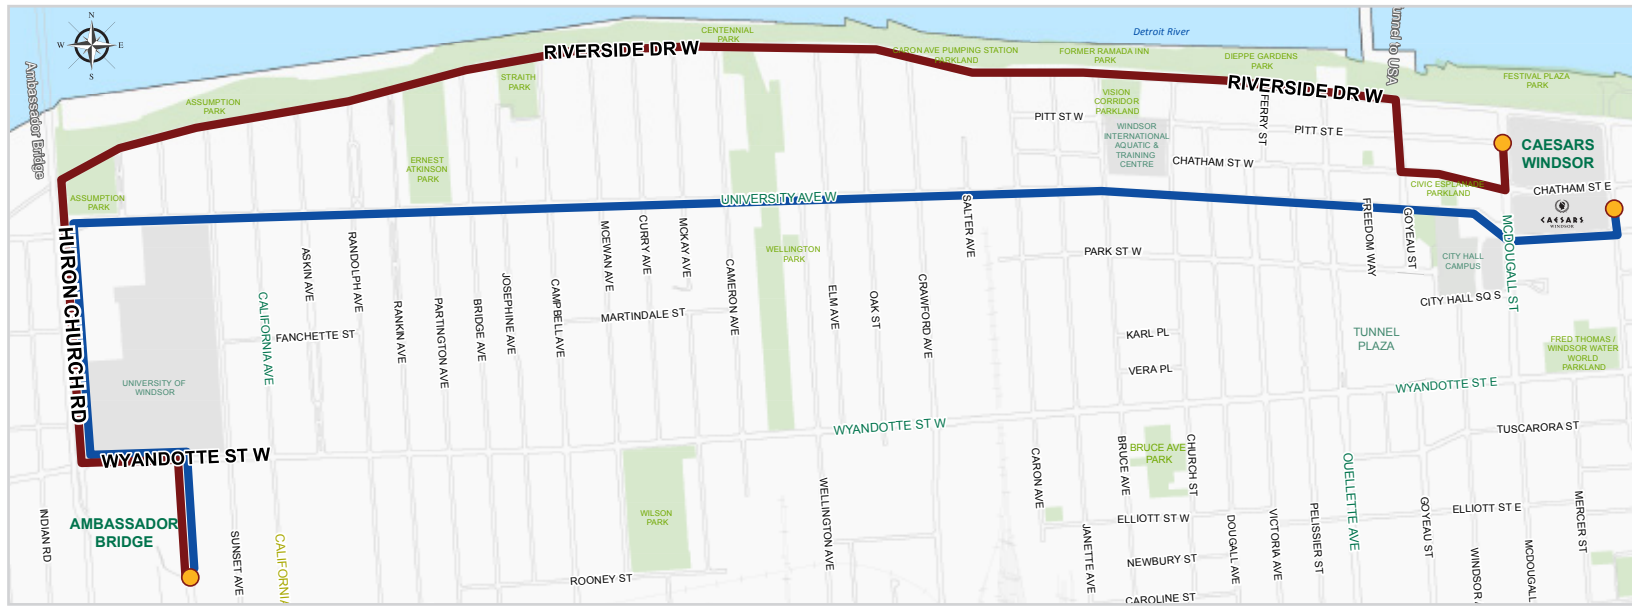 N
W E
S
Ambassador Bridge
Detroit River
Tunnel to USA
CENTENNIAL
PARK
RIVERSIDE DR W
CARON AVE PUMPING STATION
PARKLAND
FORMER RAMADA INN
PARK
DIEPPE GARDENS
PARK
FESTIVAL PLAZA
PARK
STRAITH
PARK
ASSUMPTION
PARK
RIVERSIDE DR W
VISION
CORRIDOR
PARKLAND
FERRY ST
PITT ST W
PITT ST E
WINDSOR
INTERNATIONAL
AQUATIC &
TRAINING
CENTRE
CHATHAM ST W
CAESARS
WINDSOR
ERNEST
ATKINSON
PARK
CIVIC ESPLANADE
PARKLAND
CHATHAM ST E
ASSUMPTION
PARK
UNIVERSITY AVE W
CAESARS
WINDSOR
HURON CHURCH RD
ASKIN AVE
RANDOLPH AVE
MCEWAN AVE
CURRY AVE
MCKAY AVE
SALTER AVE
FREEDOM WAY
GOYEAU ST
MCDOUGALL ST
WELLINGTON
PARK
PARK ST W
CITY HALL
CAMPUS
CALIFORNIA AVE
RANKIN AVE
PARTINGTON AVE
BRIDGE AVE
JOSEPHINE AVE
CAMPBELL AVE
CAMERON AVE
ELM AVE
OAK ST
CRAWFORD AVE
CITY HALL SQ S
MARTINDALE ST
FANCHETTE ST
KARL PL
TUNNEL
PLAZA
FRED THOMAS /
WINDSOR WATER
WORLD
PARKLAND
VERA PL
UNIVERSITY OF
WINDSOR
WYANDOTTE ST E
WYANDOTTE ST W
TUSCARORA ST
WYANDOTTE ST W
BRUCE AVE
PARK
CARON AVE
BRUCE AVE
CHURCH ST
OUELLETTE AVE
WELLINGTON AVE
WILSON
PARK
ELLIOTT ST W
ELLIOTT ST E
AMBASSADOR
BRIDGE
INDIAN RD
SUNSET AVE
CALIFORNIA
JANETTE AVE
DOUGALL AVE
VICTORIA AVE
PELISSIER ST
GOYEAU ST
WINDSOR
MCDOUGALL
MERCER ST
NEWBURY ST
ROONEY ST
CAROLINE ST